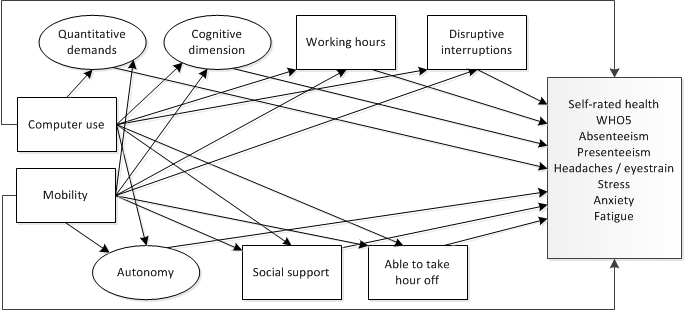 Quantitative
demands
Cognitive
dimension
Working hours
Disruptive
interruptions
Computer use
Mobility
Autonomy
Social support
Able to take
hour off
Self-rated health
WHO5
Absenteeism
Presenteeism
Headaches / eyestrain
Stress
Anxiety
Fatigue